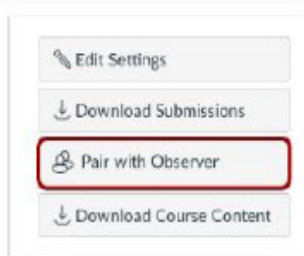 Edit Settings
Download Submissions
Pair with Observer
Download Course Content